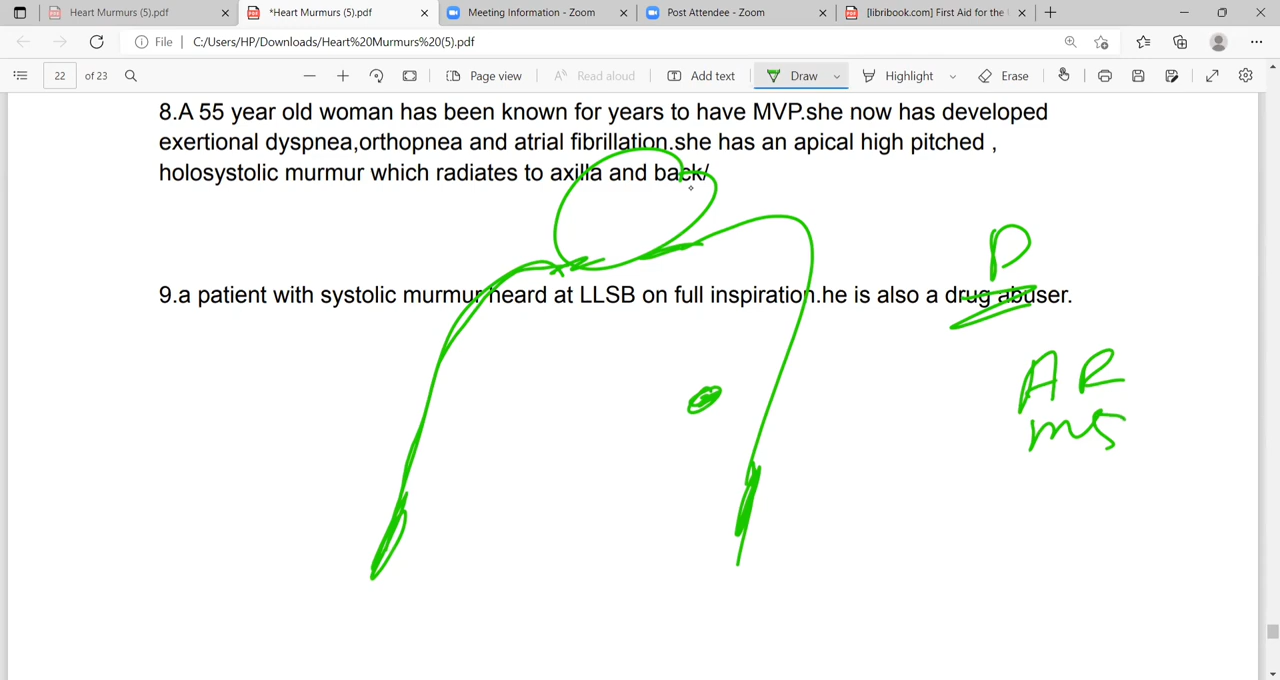 Heart Murmurs (5).pdf
*Heart Murmurs (5).pdf
Meeting Information - Zoom
Post Attendee - Zoom
[libribook.com] First Aid for the
File
C:/Users/HP/Downloads/Heart%20Murmurs%20(5).pdf
22 of 23
Page view
Read aloud
Add text
Draw
Highlight
Erase
8.A 55 year old woman has been known for years to have MVP.she now has developed
exertional dyspnea,orthopnea and atrial fibrillation.she has an apical high pitched ,
holosystolic murmur which radiates to axilla and back/
D
9.a patient with systolic murmur heard at LLSB on full inspiration.he is also a drug abuser.
AR
ms